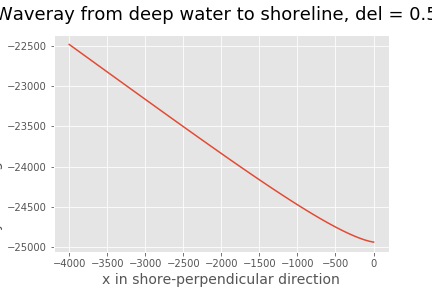 Waveray from deep water to shoreline, del = 0.5
−22500
−23000
−23500
−24000
−24500
−25000
−4000 −3500 −3000 −2500 −2000 −1500 −1000 −500 0
x in shore-perpendicular direction